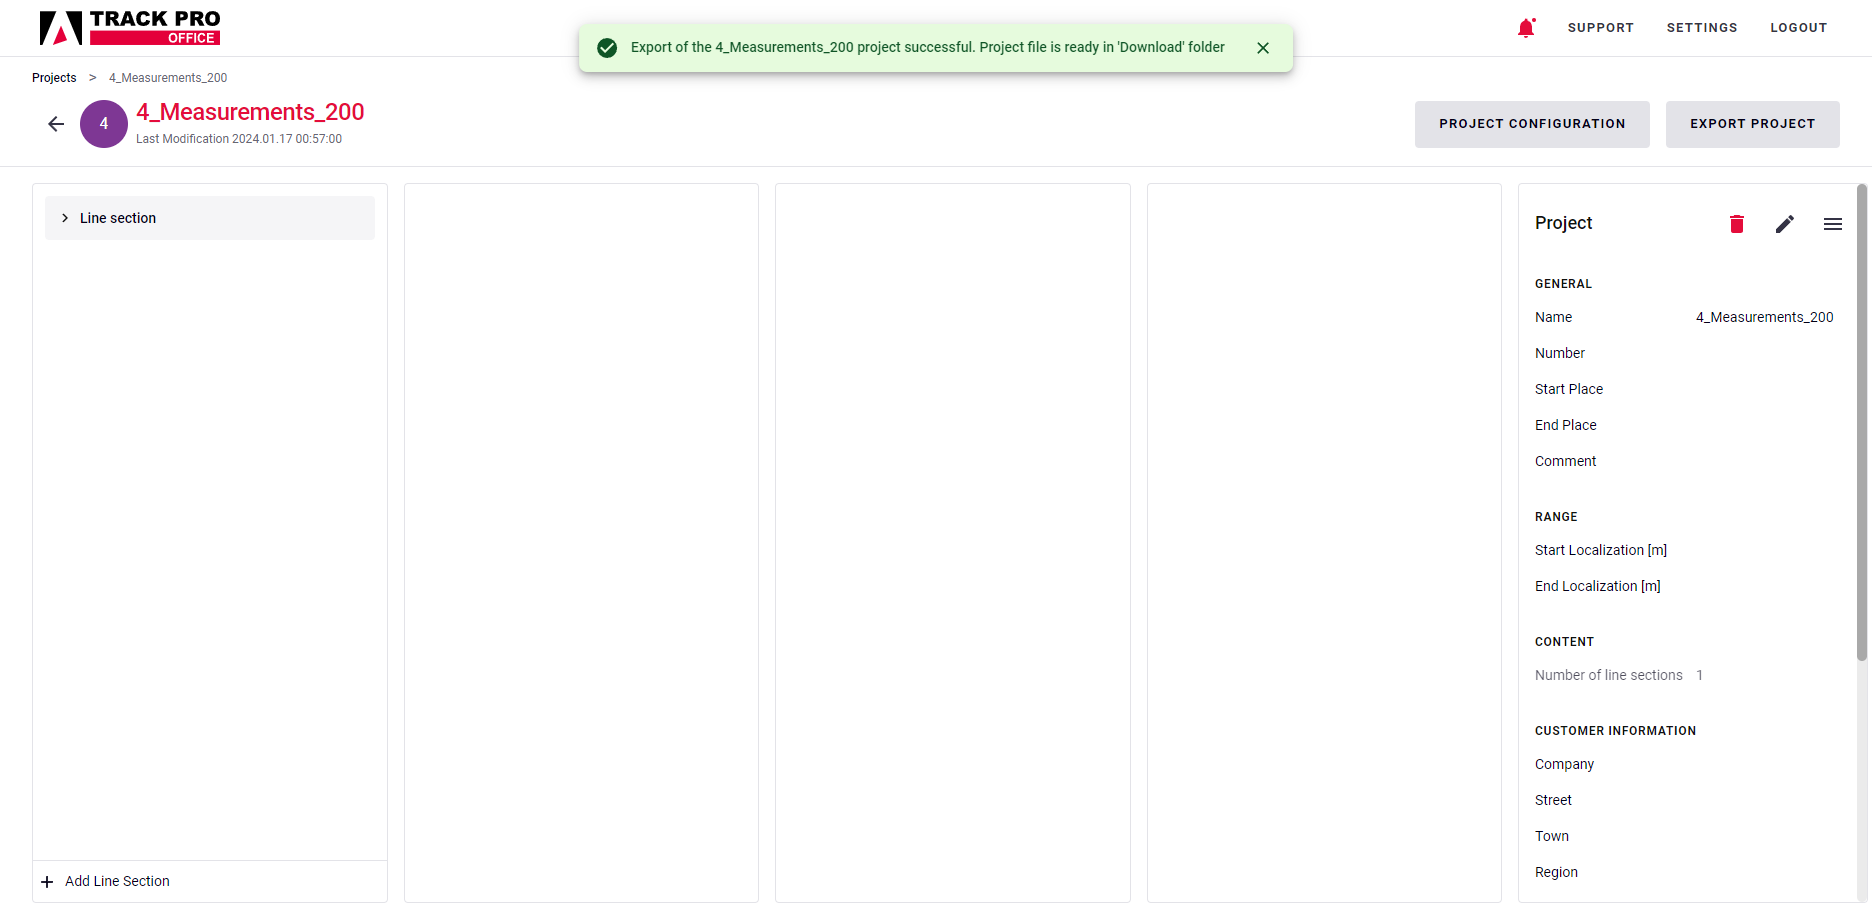 TRACK PRO
OFFICE
Export of the 4_Measurements_200 project successful. Project file is ready in 'Download' folder
SUPPORT
SETTINGS
LOGOUT
Projects > 4_Measurements_200
4
4_Measurements_200
Last Modification 2024.01.17 00:57:00
PROJECT CONFIGURATION
EXPORT PROJECT
Line section
Add Line Section
Project
GENERAL
Name 4_Measurements_200
Number
Start Place
End Place
Comment
RANGE
Start Localization [m]
End Localization [m]
CONTENT
Number of line sections 1
CUSTOMER INFORMATION
Company
Street
Town
Region